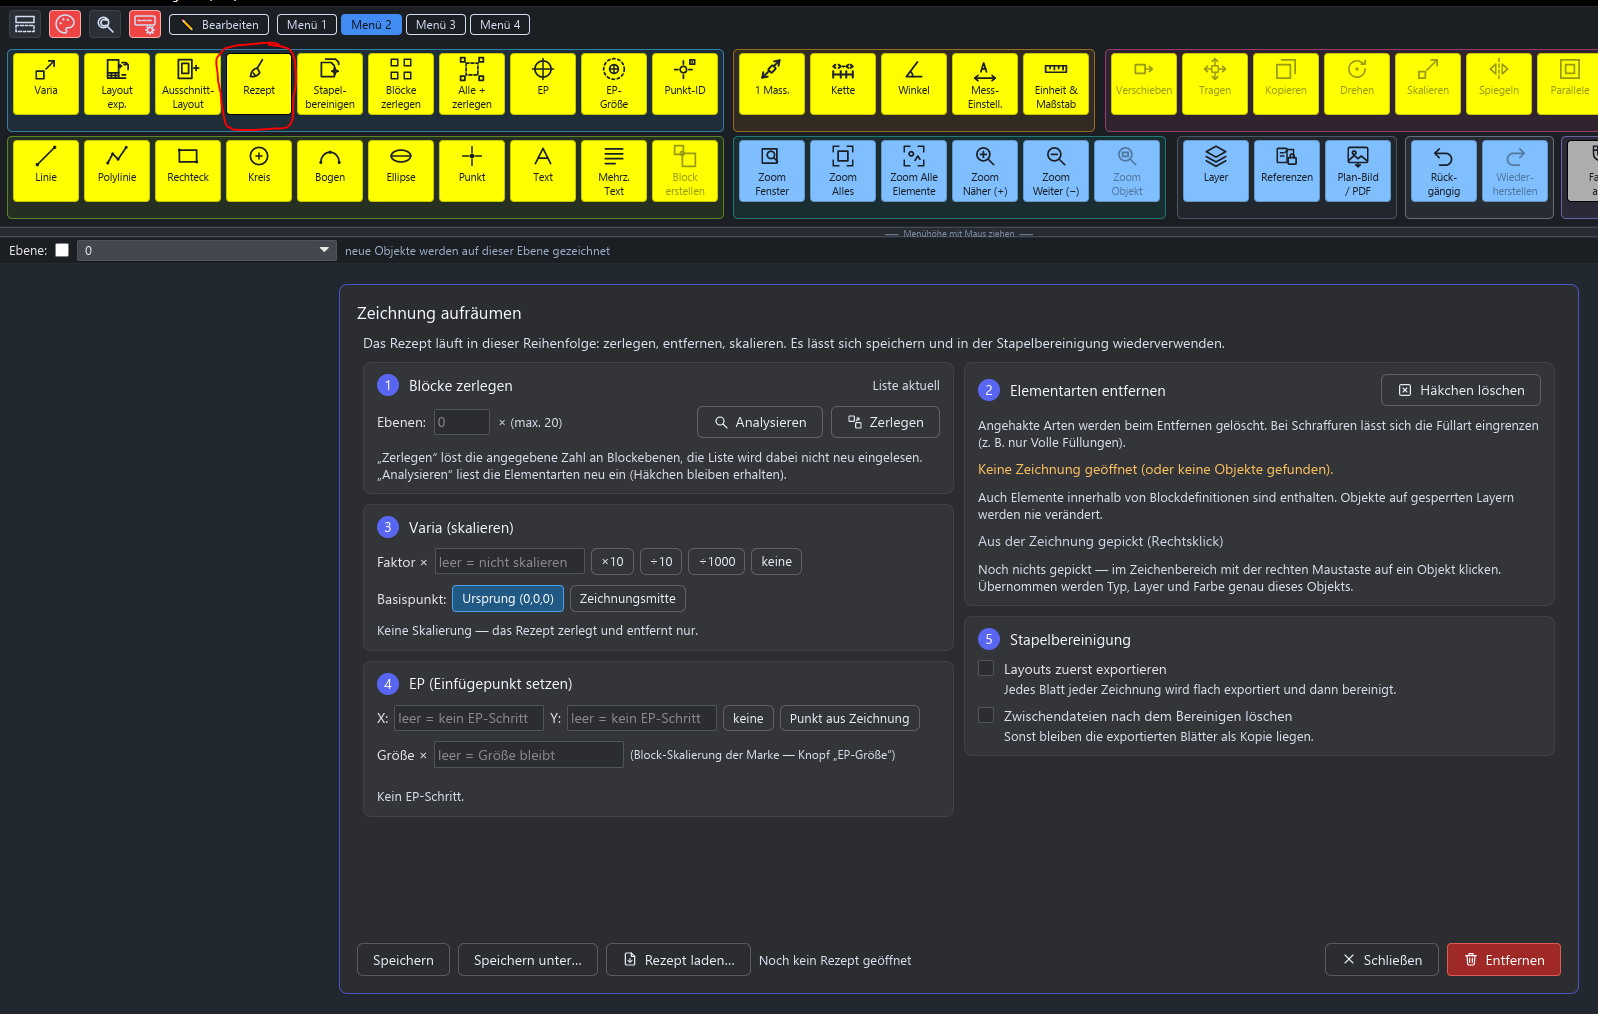 Bearbeiten
Menü 1
Menü 2
Menü 3
Menü 4
Varia
Layout
exp.
Ausschnitt-
Layout
Rezept
Stapel-
bereinigen
Blöcke
zerlegen
Alle +
zerlegen
EP
EP-
Größe
Punkt-ID
1 Mass.
Kette
Winkel
Mess-
Einstell.
Einheit &
Maßstab
Verschieben
Tragen
Kopieren
Drehen
Skalieren
Spiegeln
Parallele
Linie
Polylinie
Rechteck
Kreis
Bogen
Ellipse
Punkt
Text
Mehrz.
Text
Block
erstellen
Zoom
Fenster
Zoom
Alles
Zoom Alle
Elemente
Zoom
Näher (+)
Zoom
Weiter (−)
Zoom
Objekt
Layer
Referenzen
Plan-Bild
/ PDF
Rück-
gängig
Wieder-
herstellen
Menühöhe mit Maus ziehen
Ebene:
0
neue Objekte werden auf dieser Ebene gezeichnet
Zeichnung aufräumen
Das Rezept läuft in dieser Reihenfolge: zerlegen, entfernen, skalieren. Es lässt sich speichern und in der Stapelbereinigung wiederverwenden.
1 Blöcke zerlegen
Liste aktuell
Ebenen: 0 × (max. 20)
Analysieren
Zerlegen
„Zerlegen“ löst die angegebene Zahl an Blockebenen, die Liste wird dabei nicht neu eingelesen.
„Analysieren“ liest die Elementarten neu ein (Häkchen bleiben erhalten).
3 Varia (skalieren)
Faktor × leer = nicht skalieren ×10 ÷10 ÷1000 keine
Basispunkt: Ursprung (0,0,0) Zeichnungsmitte
Keine Skalierung — das Rezept zerlegt und entfernt nur.
4 EP (Einfügepunkt setzen)
X: leer = kein EP-Schritt Y: leer = kein EP-Schritt keine Punkt aus Zeichnung
Größe × leer = Größe bleibt (Block-Skalierung der Marke — Knopf „EP-Größe“)
Kein EP-Schritt.
2 Elementarten entfernen
Häkchen löschen
Angehakte Arten werden beim Entfernen gelöscht. Bei Schraffuren lässt sich die Füllart eingrenzen
(z. B. nur Volle Füllungen).
Keine Zeichnung geöffnet (oder keine Objekte gefunden).
Auch Elemente innerhalb von Blockdefinitionen sind enthalten. Objekte auf gesperrten Layern
werden nie verändert.
Aus der Zeichnung gepickt (Rechtsklick)
Noch nichts gepickt — im Zeichenbereich mit der rechten Maustaste auf ein Objekt klicken.
Übernommen werden Typ, Layer und Farbe genau dieses Objekts.
5 Stapelbereinigung
Layouts zuerst exportieren
Jedes Blatt jeder Zeichnung wird flach exportiert und dann bereinigt.
Zwischendateien nach dem Bereinigen löschen
Sonst bleiben die exportierten Blätter als Kopie liegen.
Speichern
Speichern unter...
Rezept laden...
Noch kein Rezept geöffnet
Schließen
Entfernen